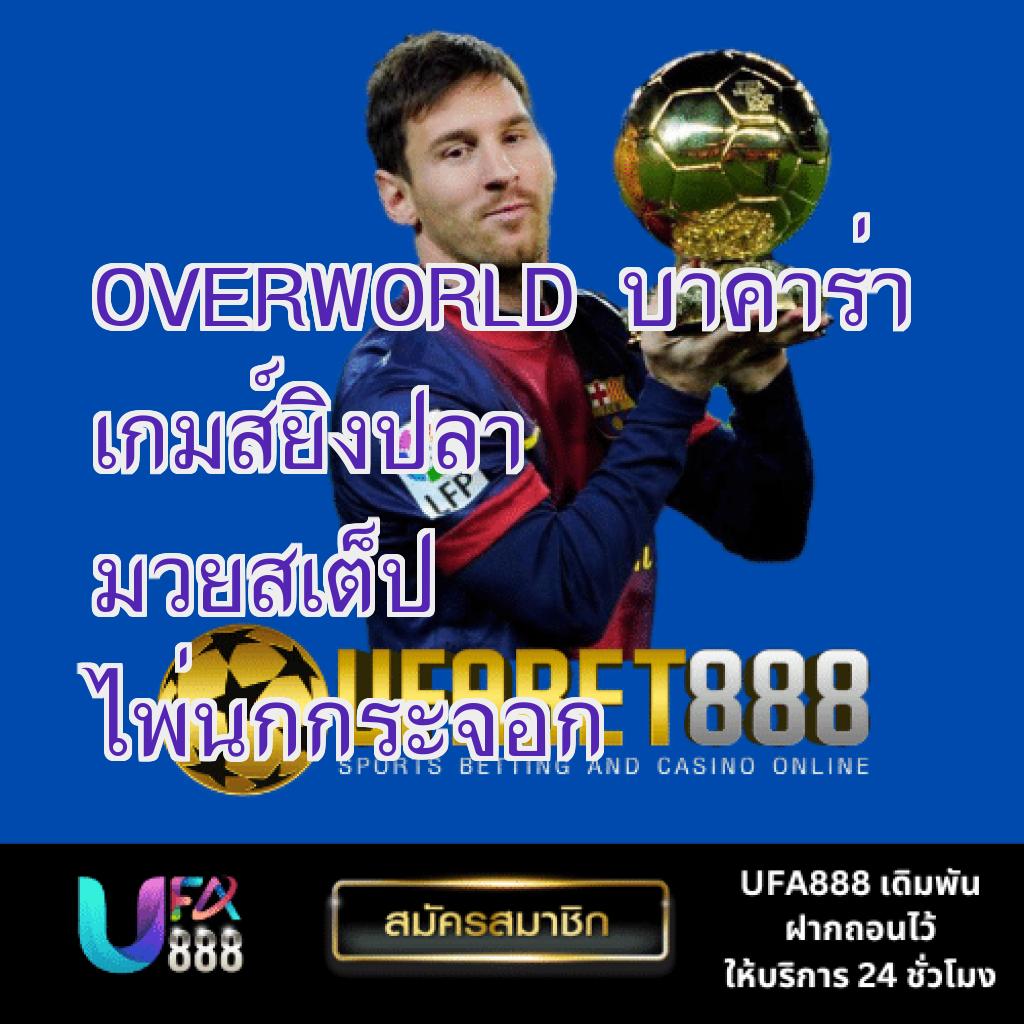 OVERWORLD บาคาร่า
เกมส์ยิงปลา
LFP
มวยสเต็ป
UFABET888
ไพ่นกกระจอก
SPORTS BETTING AND CASINO ONLINE
UFA
888
สมัครสมาชิก
UFA888 เดิมพัน
ฝากถอนไว้
ให้บริการ 24 ชั่วโมง